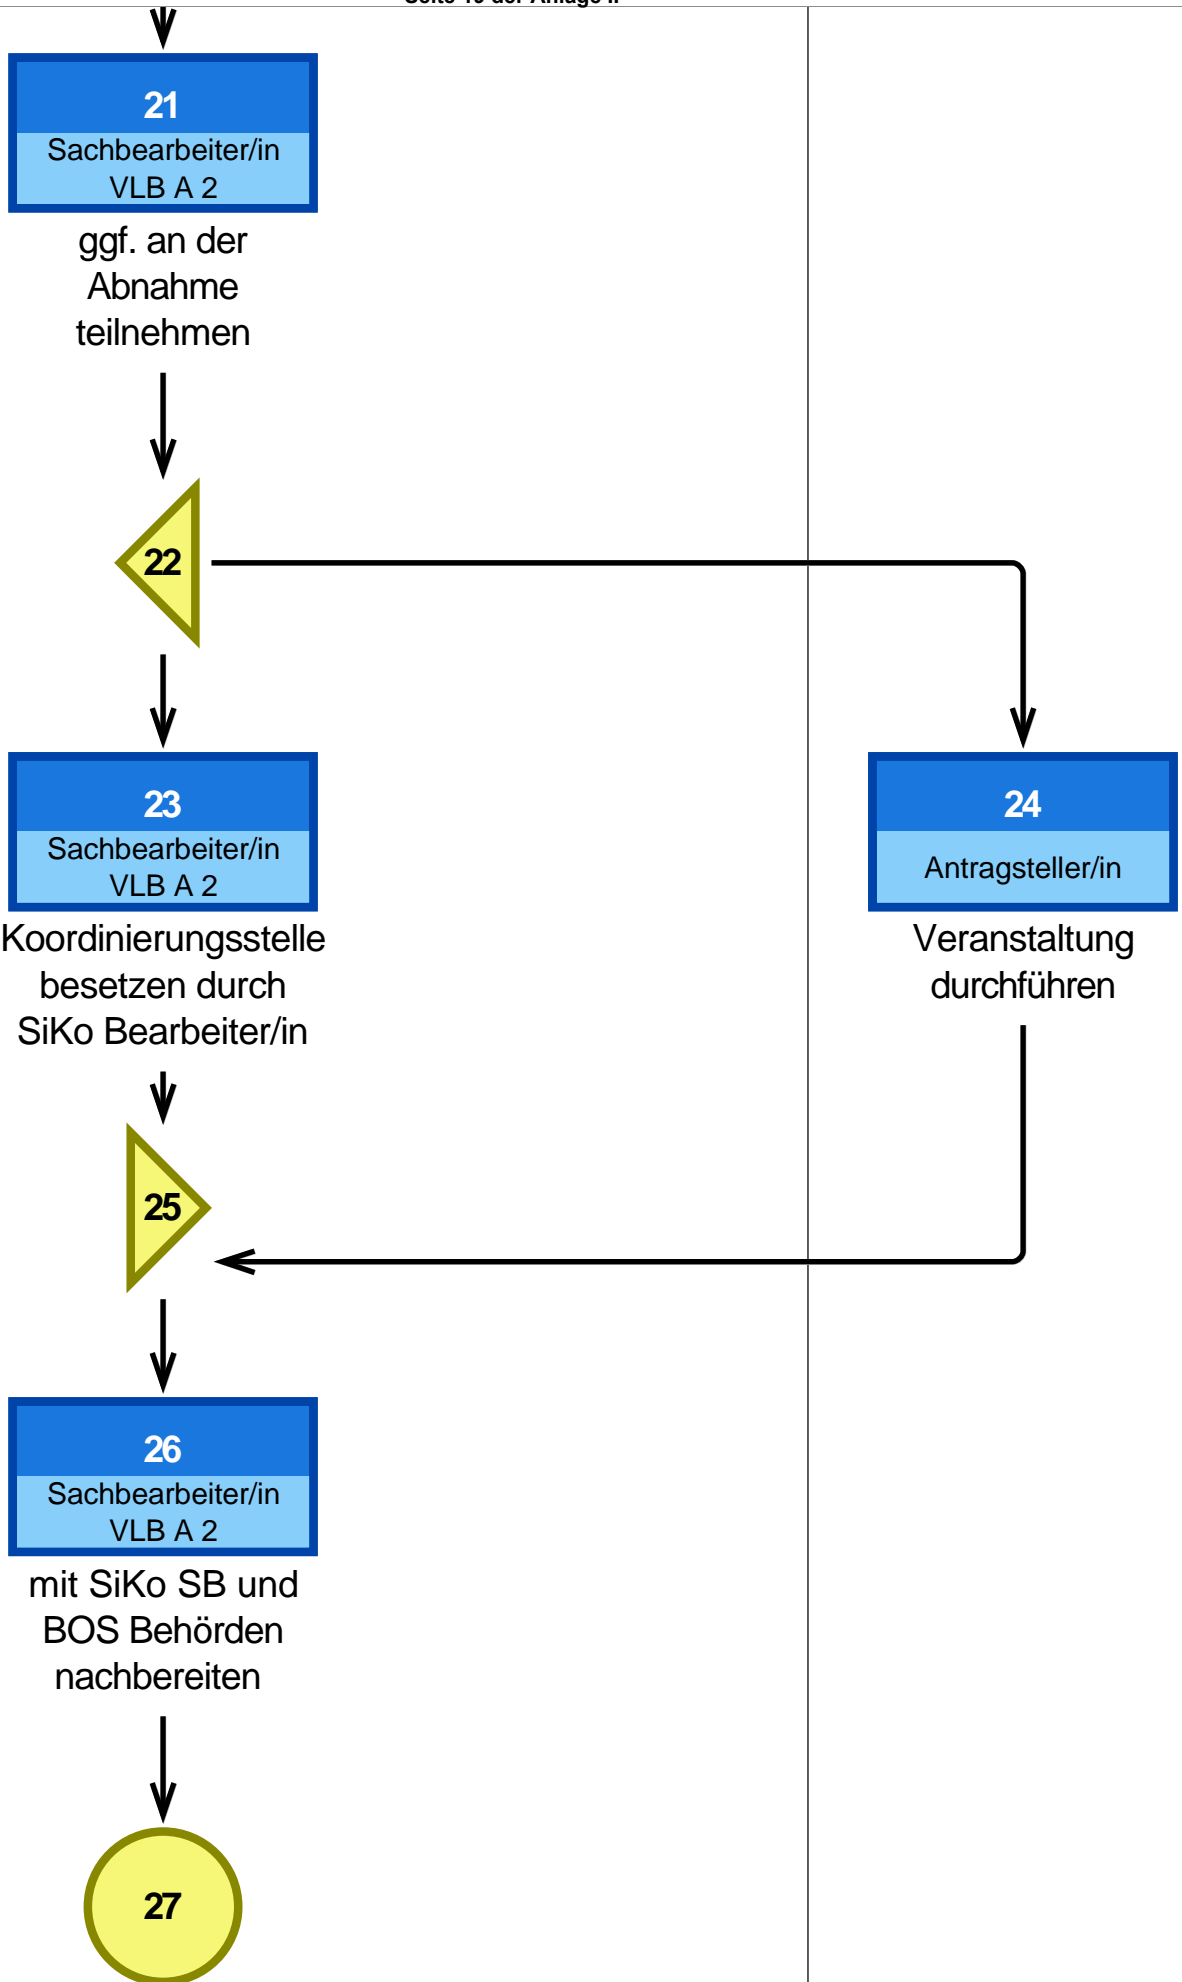 21
Sachbearbeiter/in
VLB A 2
ggf. an der
Abnahme
teilnehmen
22
23
Sachbearbeiter/in
VLB A 2
Koordinierungsstelle
besetzen durch
SiKo Bearbeiter/in
24
Antragsteller/in
Veranstaltung
durchführen
25
26
Sachbearbeiter/in
VLB A 2
mit SiKo SB und
BOS Behörden
nachbereiten
27